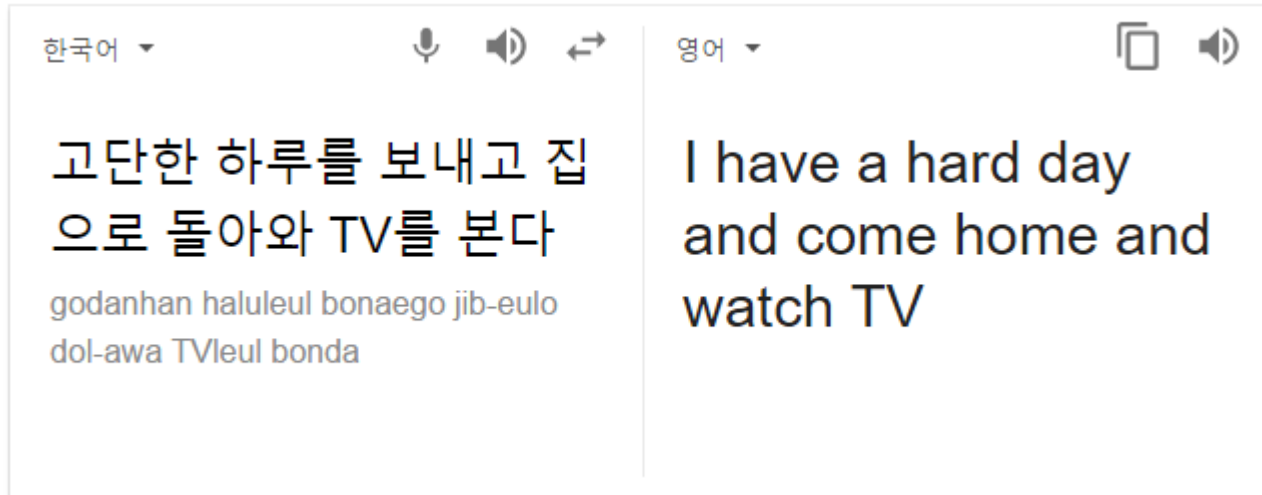 한국어
영어
고단한 하루를 보내고 집
으로 돌아와 TV를 본다
godanhan haluleul bonaego jib-eulo
dol-awa TVleul bonda
I have a hard day
and come home and
watch TV